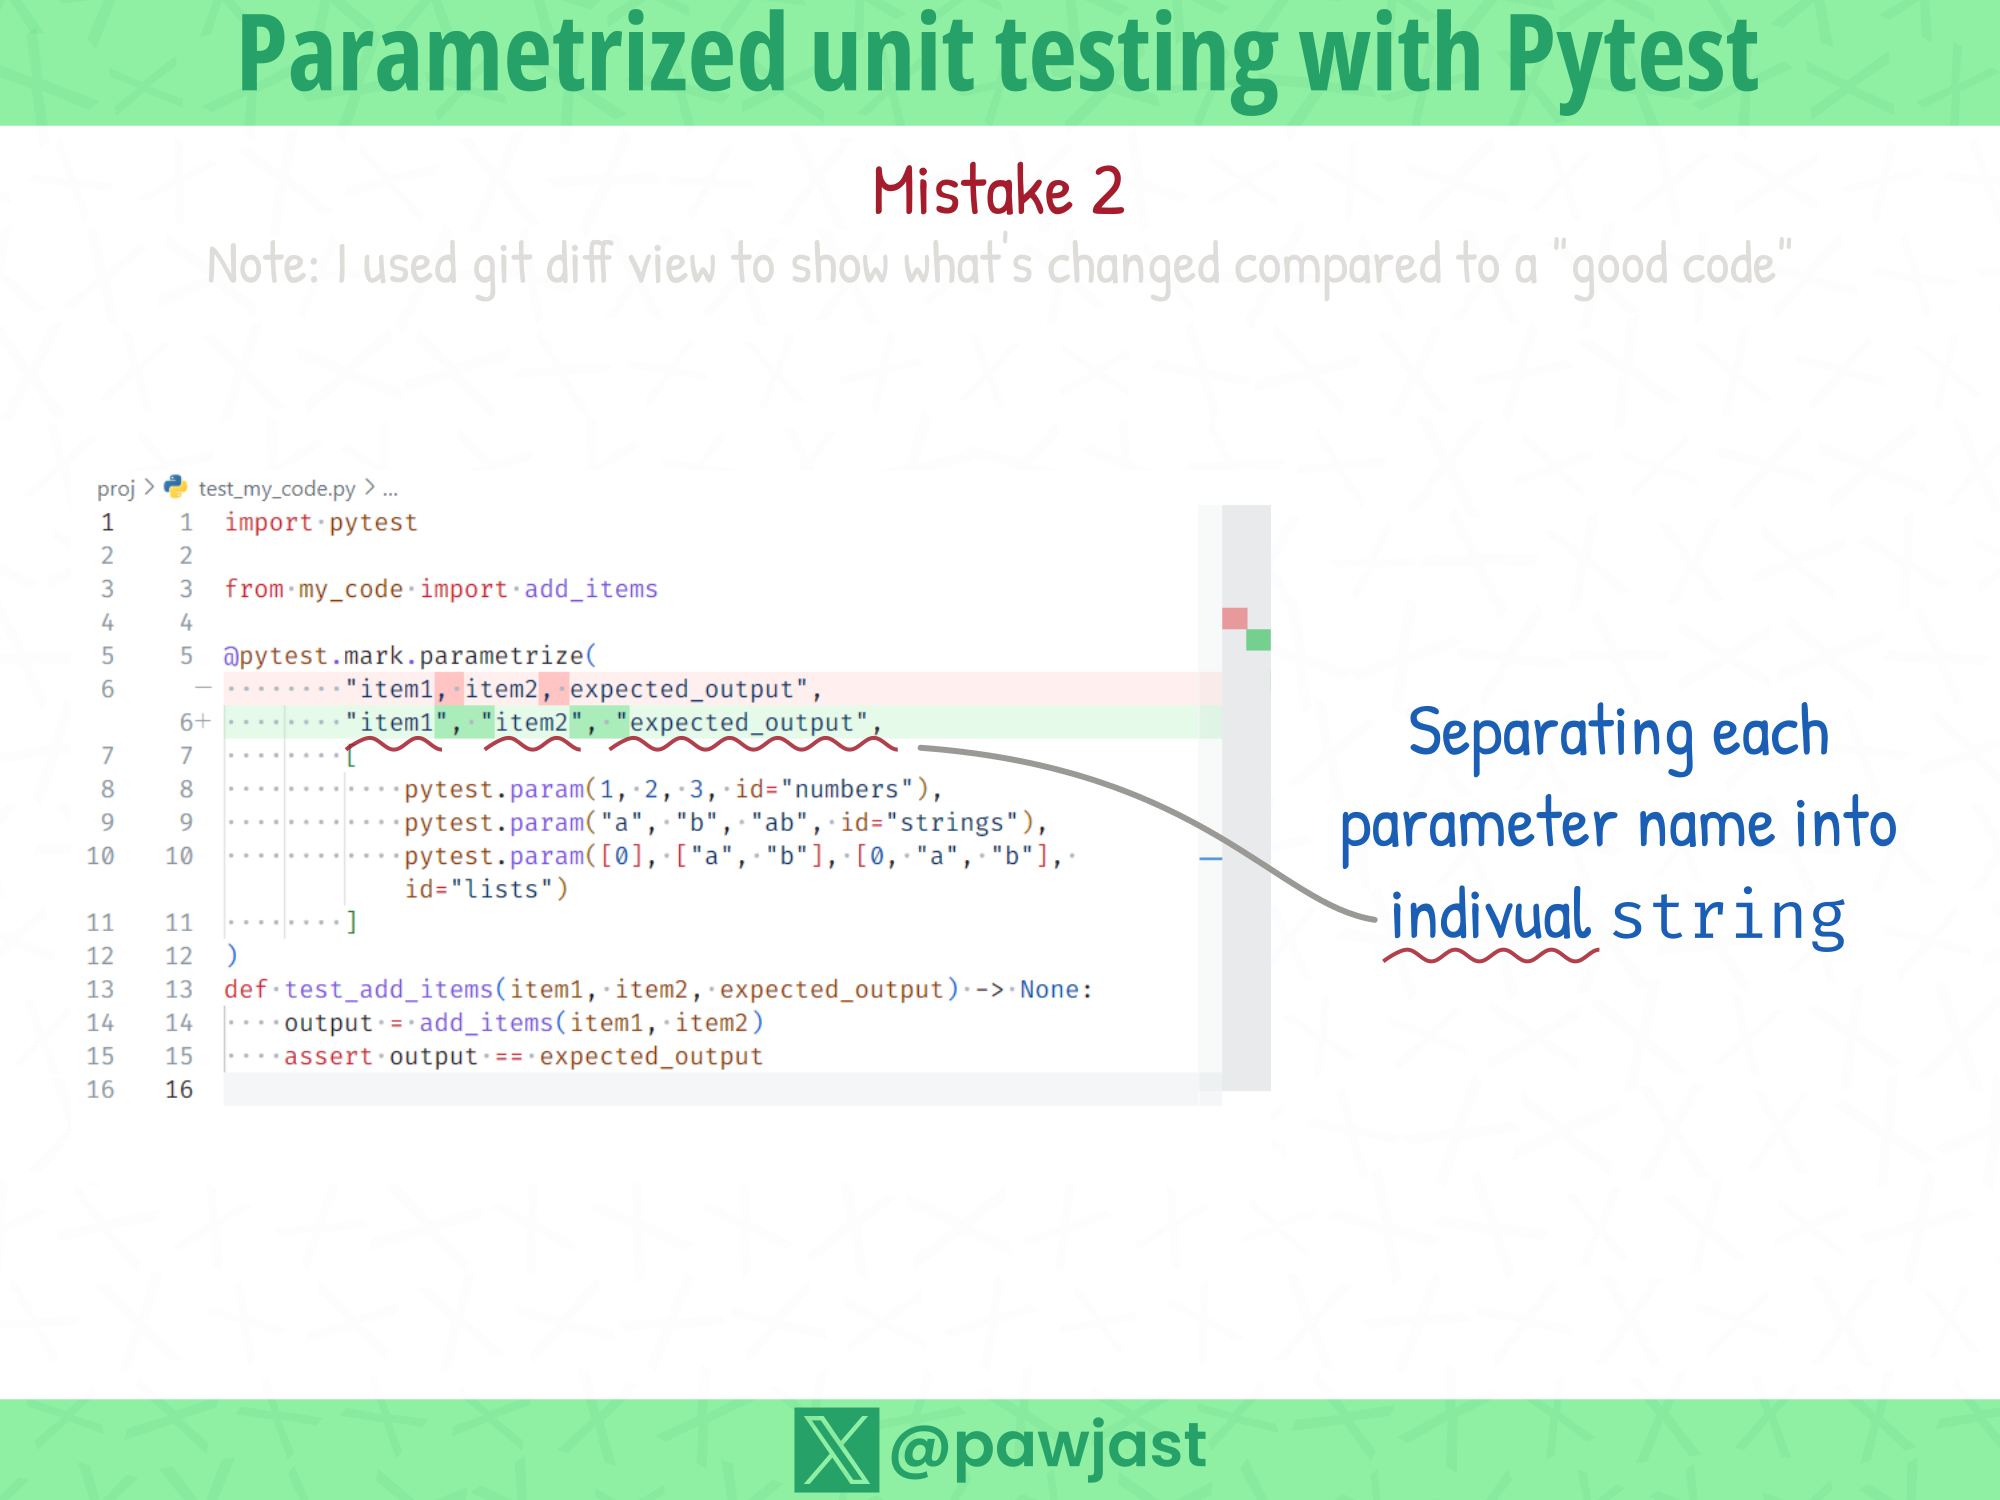 Parametrized unit testing with Pytest
Mistake 2
Note: I used git diff view to show what's changed compared to a "good code"
proj > test_my_code.py > ...
1 1 import pytest
2 2
3 3 from my_code import add_items
4 4
5 5 @pytest.mark.parametrize(
6 − "item1, item2, expected_output",
6+ "item1", "item2", "expected_output",
7 7 [
8 8 pytest.param(1, 2, 3, id="numbers"),
9 9 pytest.param("a", "b", "ab", id="strings"),
10 10 pytest.param([0], ["a", "b"], [0, "a", "b"],
id="lists")
11 11 ]
12 12 )
13 13 def test_add_items(item1, item2, expected_output) -> None:
14 14 output = add_items(item1, item2)
15 15 assert output == expected_output
16 16
Separating each
parameter name into
indivual string
@pawjast